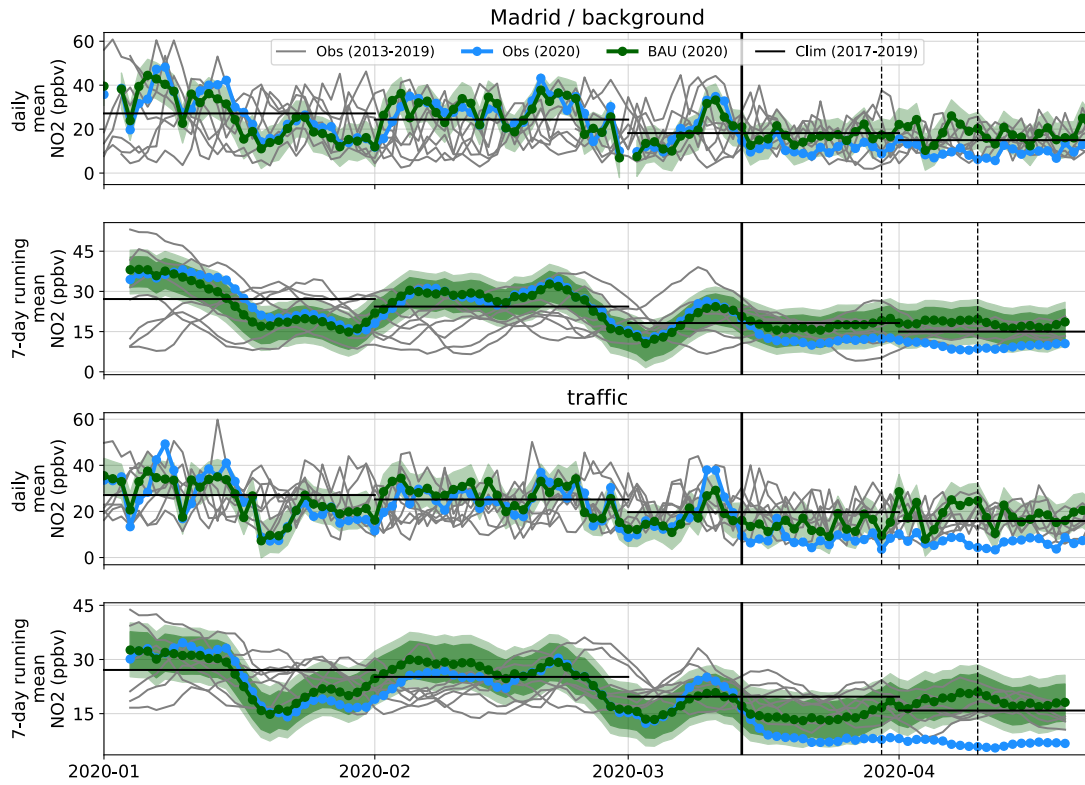 Madrid / background
Obs (2013-2019) Obs (2020) BAU (2020) Clim (2017-2019)
daily
mean
NO2 (ppbv)
60
40
20
0
7-day running
mean
NO2 (ppbv)
45
30
15
0
traffic
daily
mean
NO2 (ppbv)
60
40
20
0
7-day running
mean
NO2 (ppbv)
45
30
15
2020-01 2020-02 2020-03 2020-04